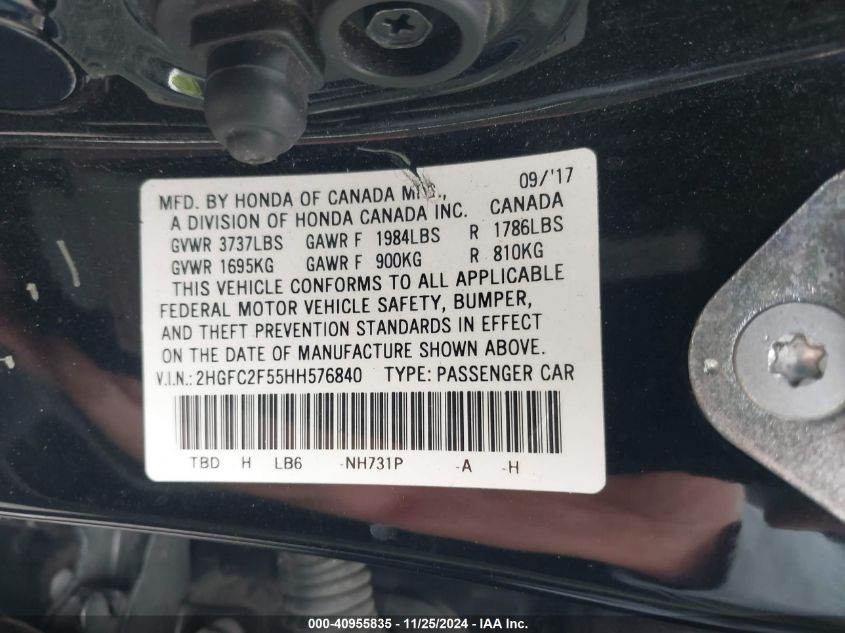 MFD. BY HONDA OF CANADA MFG., 09/'17
A DIVISION OF HONDA CANADA INC. CANADA
GVWR 3737LBS GAWR F 1984LBS R 1786LBS
GVWR 1695KG GAWR F 900KG R 810KG
THIS VEHICLE CONFORMS TO ALL APPLICABLE
FEDERAL MOTOR VEHICLE SAFETY, BUMPER,
AND THEFT PREVENTION STANDARDS IN EFFECT
ON THE DATE OF MANUFACTURE SHOWN ABOVE.
V.I.N.: 2HGFC2F55HH576840 TYPE: PASSENGER CAR
TBD H LB6 -NH731P -A -H
000-40955835 - 11/25/2024 - IAA Inc.